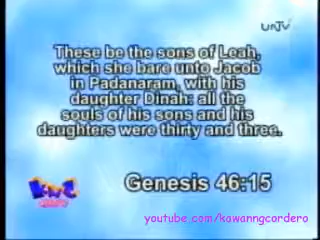 UNTV
These be the sons of Leah,
which she bare unto Jacob
in Padanaram, with his
daughter Dinah: all the
souls of his sons and his
daughters were thirty and three.
Genesis 46:15
youtube.com/kawanngcordero